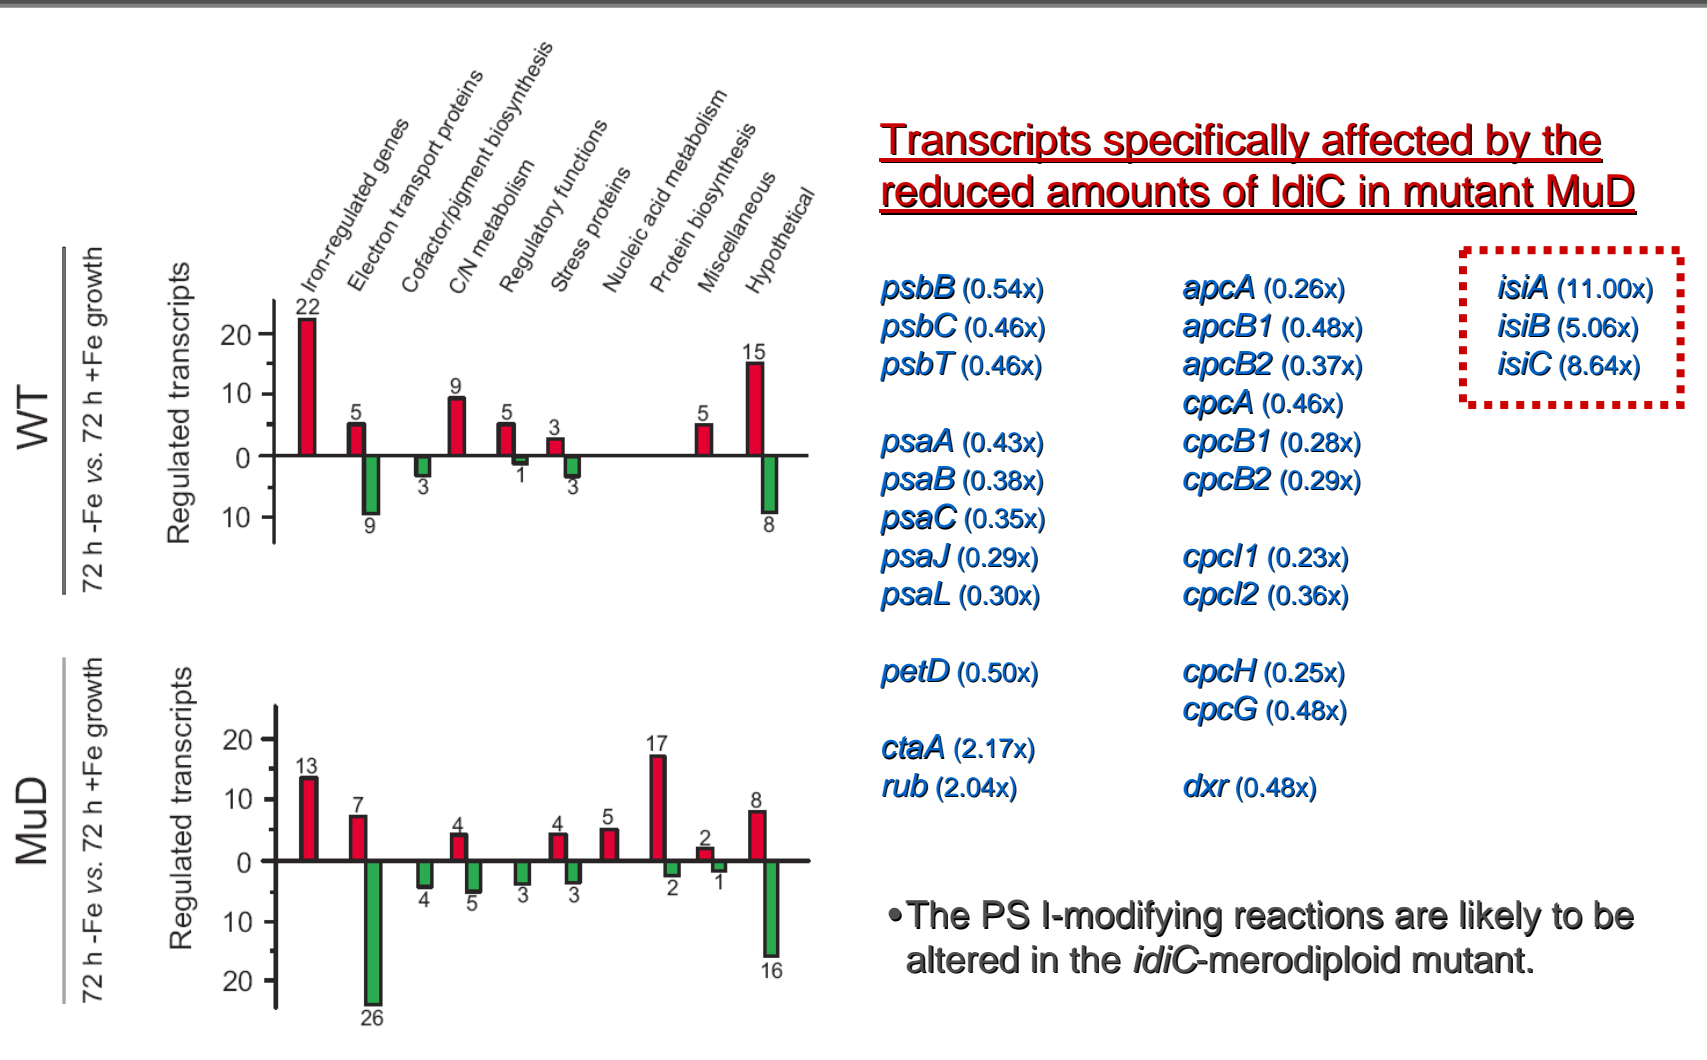 Iron-regulated genes
Electron transport proteins
Cofactor/pigment biosynthesis
C/N metabolism
Regulatory functions
Stress proteins
Nucleic acid metabolism
Protein biosynthesis
Miscellaneous
Hypothetical
WT
72 h -Fe vs. 72 h +Fe growth
Regulated transcripts
20
10
0
10
22
5
9
3
9
5
1
3
3
5
15
8
MuD
72 h -Fe vs. 72 h +Fe growth
Regulated transcripts
20
10
0
10
20
13
7
26
4
4
5
3
4
3
5
17
2
2
1
8
16
Transcripts specifically affected by the
reduced amounts of IdiC in mutant MuD
psbB (0.54x)
psbC (0.46x)
psbT (0.46x)
psaA (0.43x)
psaB (0.38x)
psaC (0.35x)
psaJ (0.29x)
psaL (0.30x)
petD (0.50x)
ctaA (2.17x)
rub (2.04x)
apcA (0.26x)
apcB1 (0.48x)
apcB2 (0.37x)
cpcA (0.46x)
cpcB1 (0.28x)
cpcB2 (0.29x)
cpcI1 (0.23x)
cpcI2 (0.36x)
cpcH (0.25x)
cpcG (0.48x)
dxr (0.48x)
isiA (11.00x)
isiB (5.06x)
isiC (8.64x)
•The PS I-modifying reactions are likely to be
altered in the idiC-merodiploid mutant.